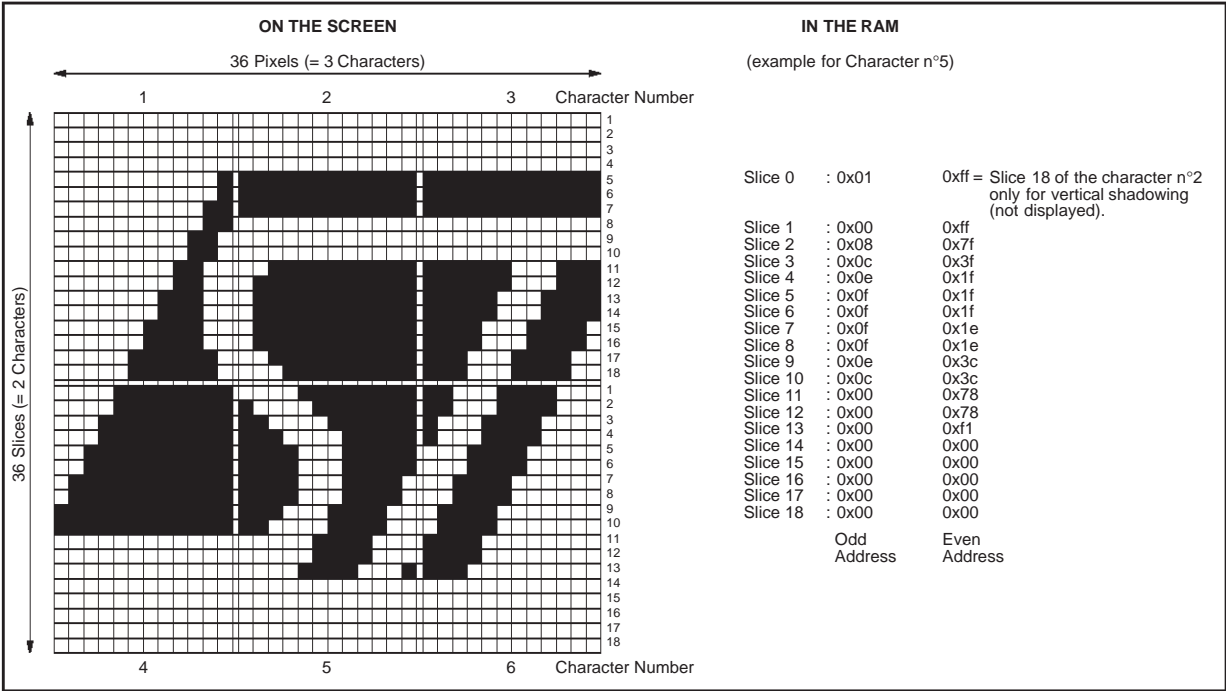 ON THE SCREEN
36 Pixels (= 3 Characters)
1 2 3 Character Number
36 Slices (= 2 Characters)
1
2
3
4
5
6
7
8
9
10
11
12
13
14
15
16
17
18
1
2
3
4
5
6
7
8
9
10
11
12
13
14
15
16
17
18
4 5 6 Character Number
IN THE RAM
(example for Character n°5)
Slice 0 : 0x01 0xff = Slice 18 of the character n°2
only for vertical shadowing
(not displayed).
Slice 1 : 0x00 0xff
Slice 2 : 0x08 0x7f
Slice 3 : 0x0c 0x3f
Slice 4 : 0x0e 0x1f
Slice 5 : 0x0f 0x1f
Slice 6 : 0x0f 0x1f
Slice 7 : 0x0f 0x1e
Slice 8 : 0x0f 0x1e
Slice 9 : 0x0e 0x3c
Slice 10 : 0x0c 0x3c
Slice 11 : 0x00 0x78
Slice 12 : 0x00 0x78
Slice 13 : 0x00 0xf1
Slice 14 : 0x00 0x00
Slice 15 : 0x00 0x00
Slice 16 : 0x00 0x00
Slice 17 : 0x00 0x00
Slice 18 : 0x00 0x00
Odd Even
Address Address